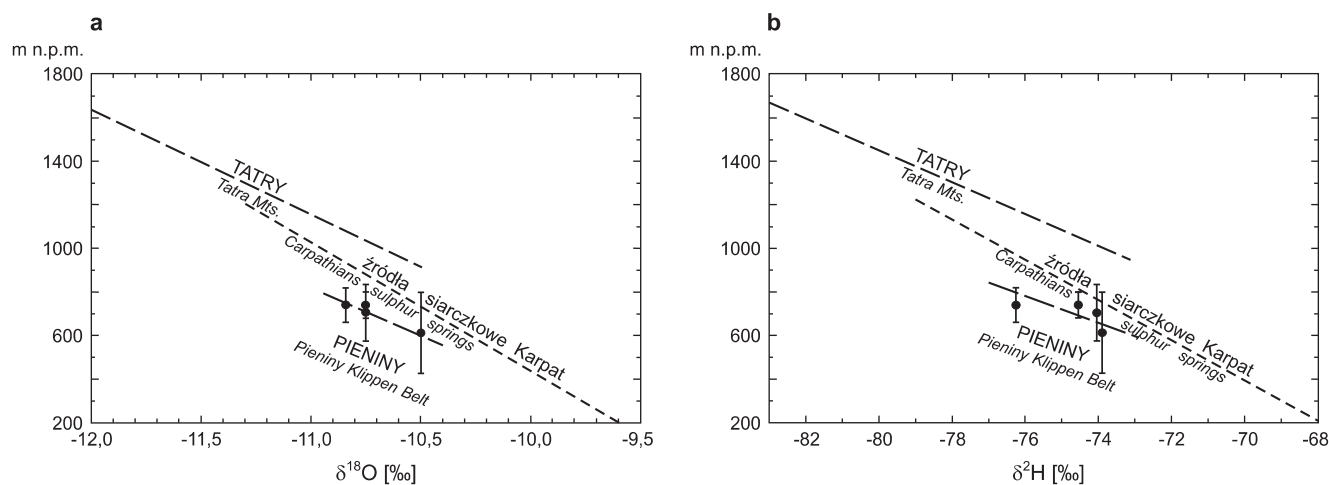 a
m n.p.m.
1800
1400
1000
600
200
TATRY
Tatra Mts.
źródła siarczkowe Karpat
Carpathians sulphur springs
PIENINY
Pieniny Klippen Belt
-12,0 -11,5 -11,0 -10,5 -10,0 -9,5
δ¹⁸O [‰]
b
m n.p.m.
1800
1400
1000
600
200
TATRY
Tatra Mts.
źródła siarczkowe Karpat
Carpathians sulphur springs
PIENINY
Pieniny Klippen Belt
-82 -80 -78 -76 -74 -72 -70 -68
δ²H [‰]